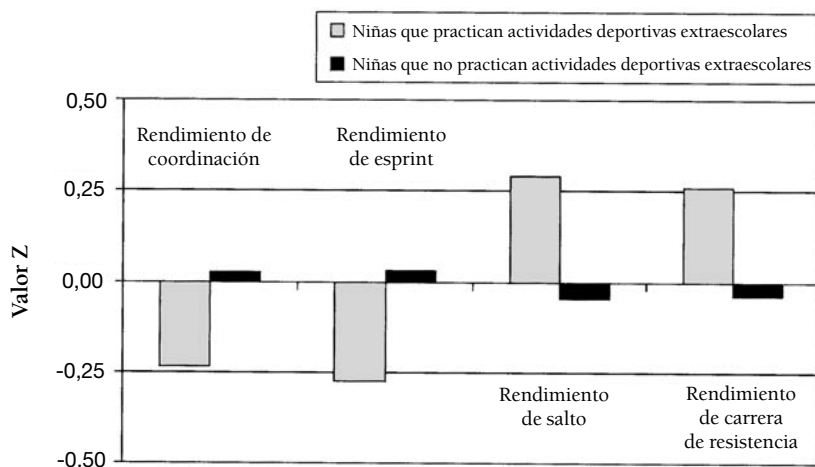 Niñas que practican actividades deportivas extraescolares
Niñas que no practican actividades deportivas extraescolares
0,50
Rendimiento de
coordinación
Rendimiento
de esprint
0,25
Valor Z
0,00
-0,25
Rendimiento
de salto
Rendimiento
de carrera
de resistencia
-0,50